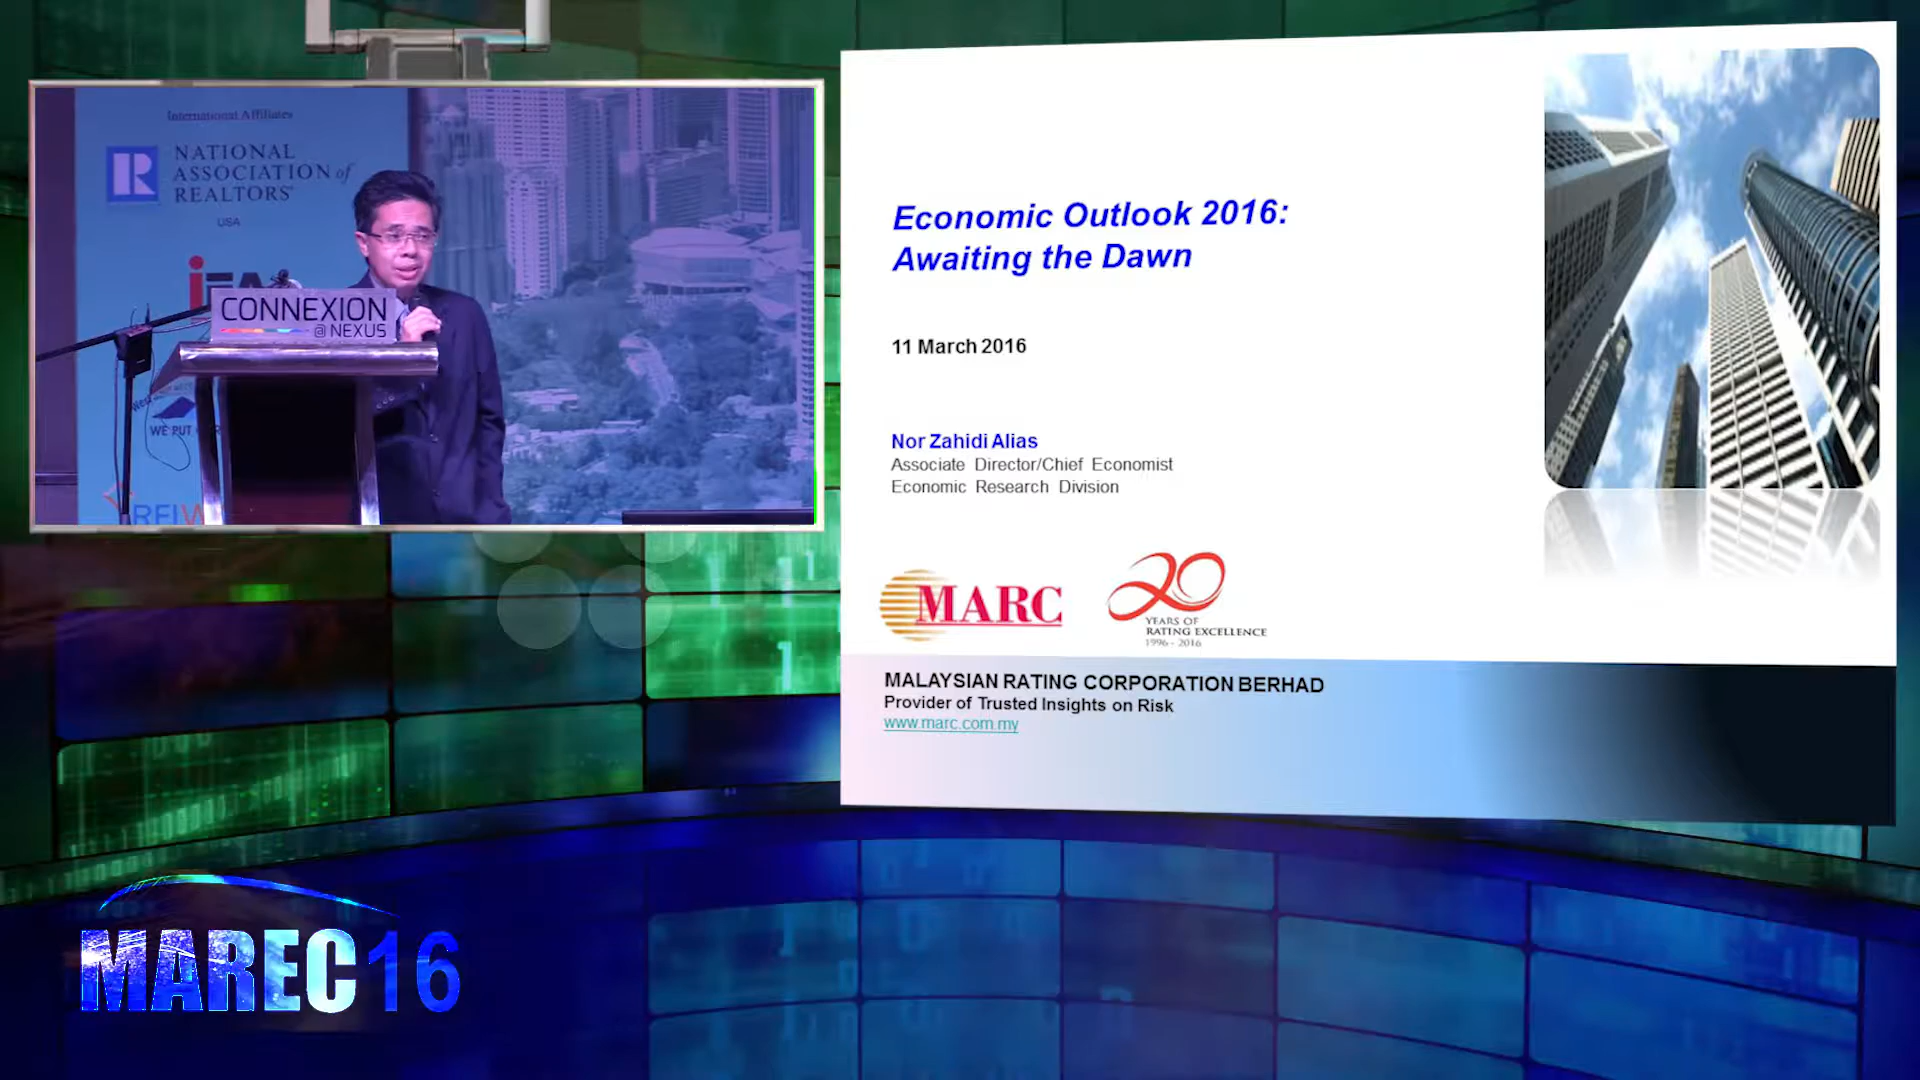 International Affiliates
NATIONAL
ASSOCIATION of
REALTORS®
USA
CONNEXION
@ NEXUS
WE PUT
Economic Outlook 2016:
Awaiting the Dawn
11 March 2016
Nor Zahidi Alias
Associate Director/Chief Economist
Economic Research Division
MARC
20
YEARS OF
RATING EXCELLENCE
1996 - 2016
MALAYSIAN RATING CORPORATION BERHAD
Provider of Trusted Insights on Risk
www.marc.com.my
MAREC16